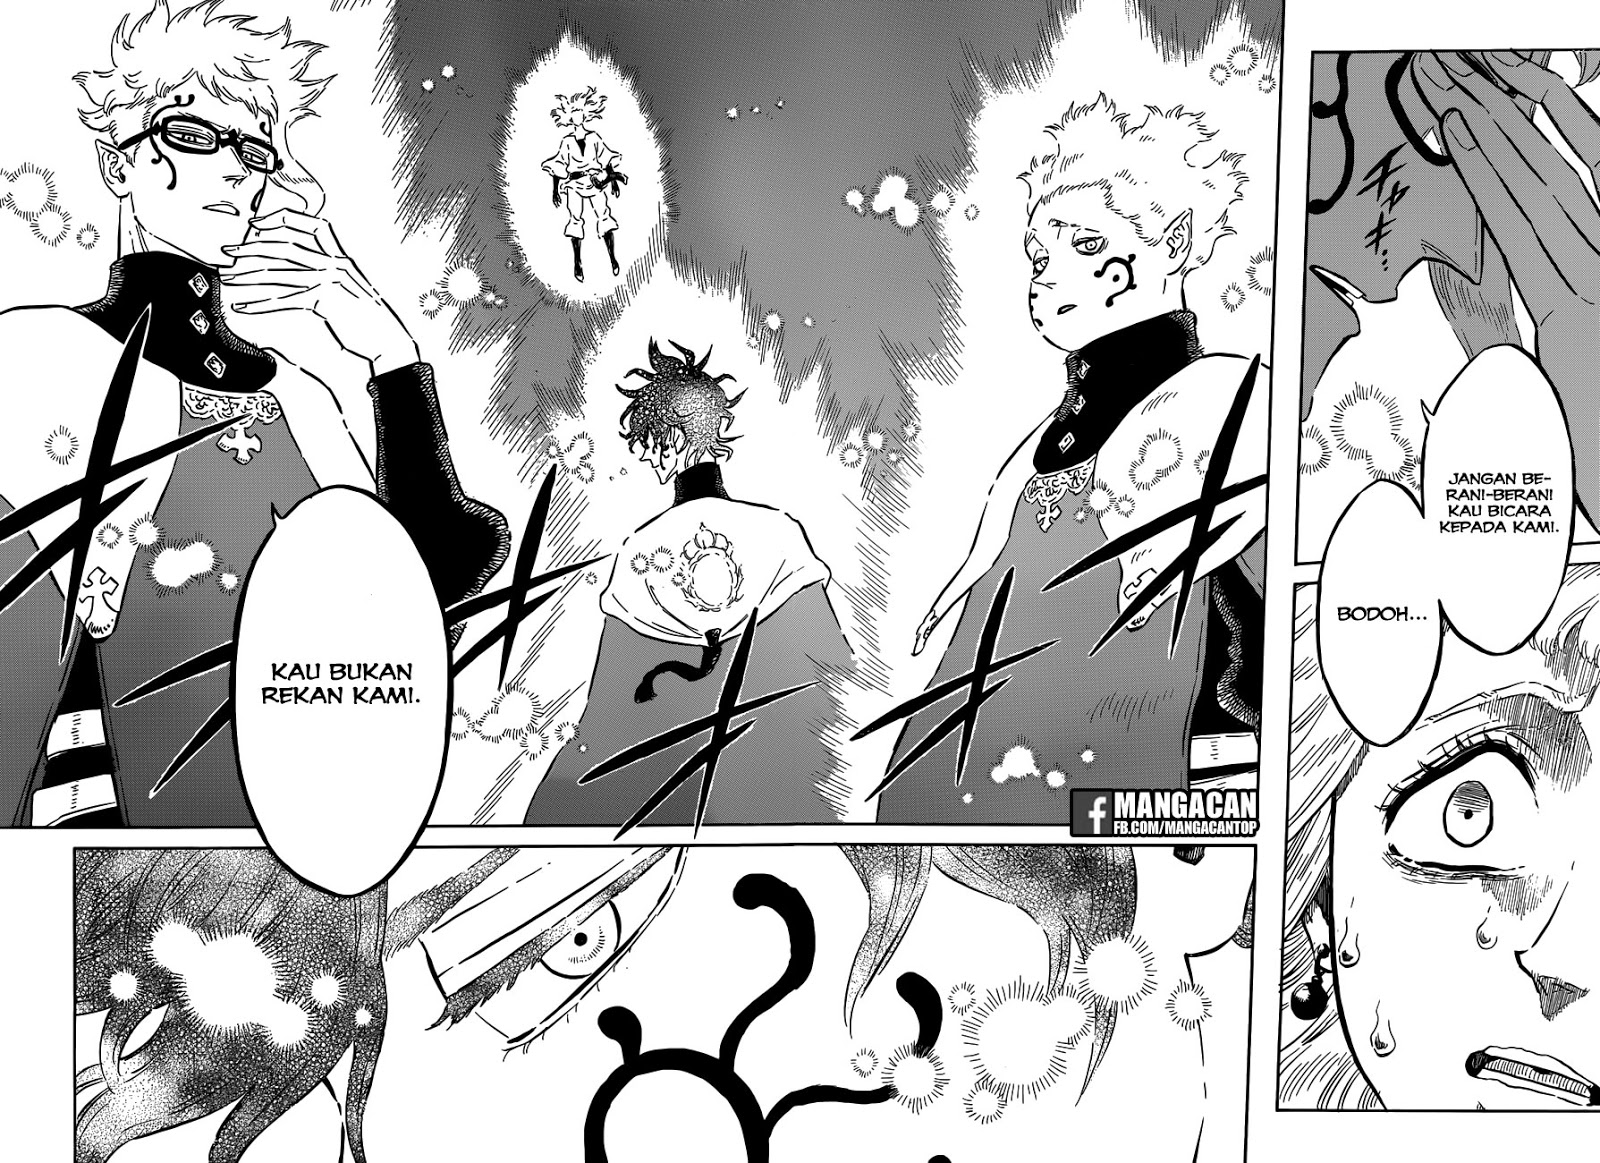 JANGAN BE-
RANI-BERANI
KAU BICARA
KEPADA KAMI.
BODOH...
KAU BUKAN
REKAN KAMI.
f MANGACAN
FB.COM/MANGACANTOP